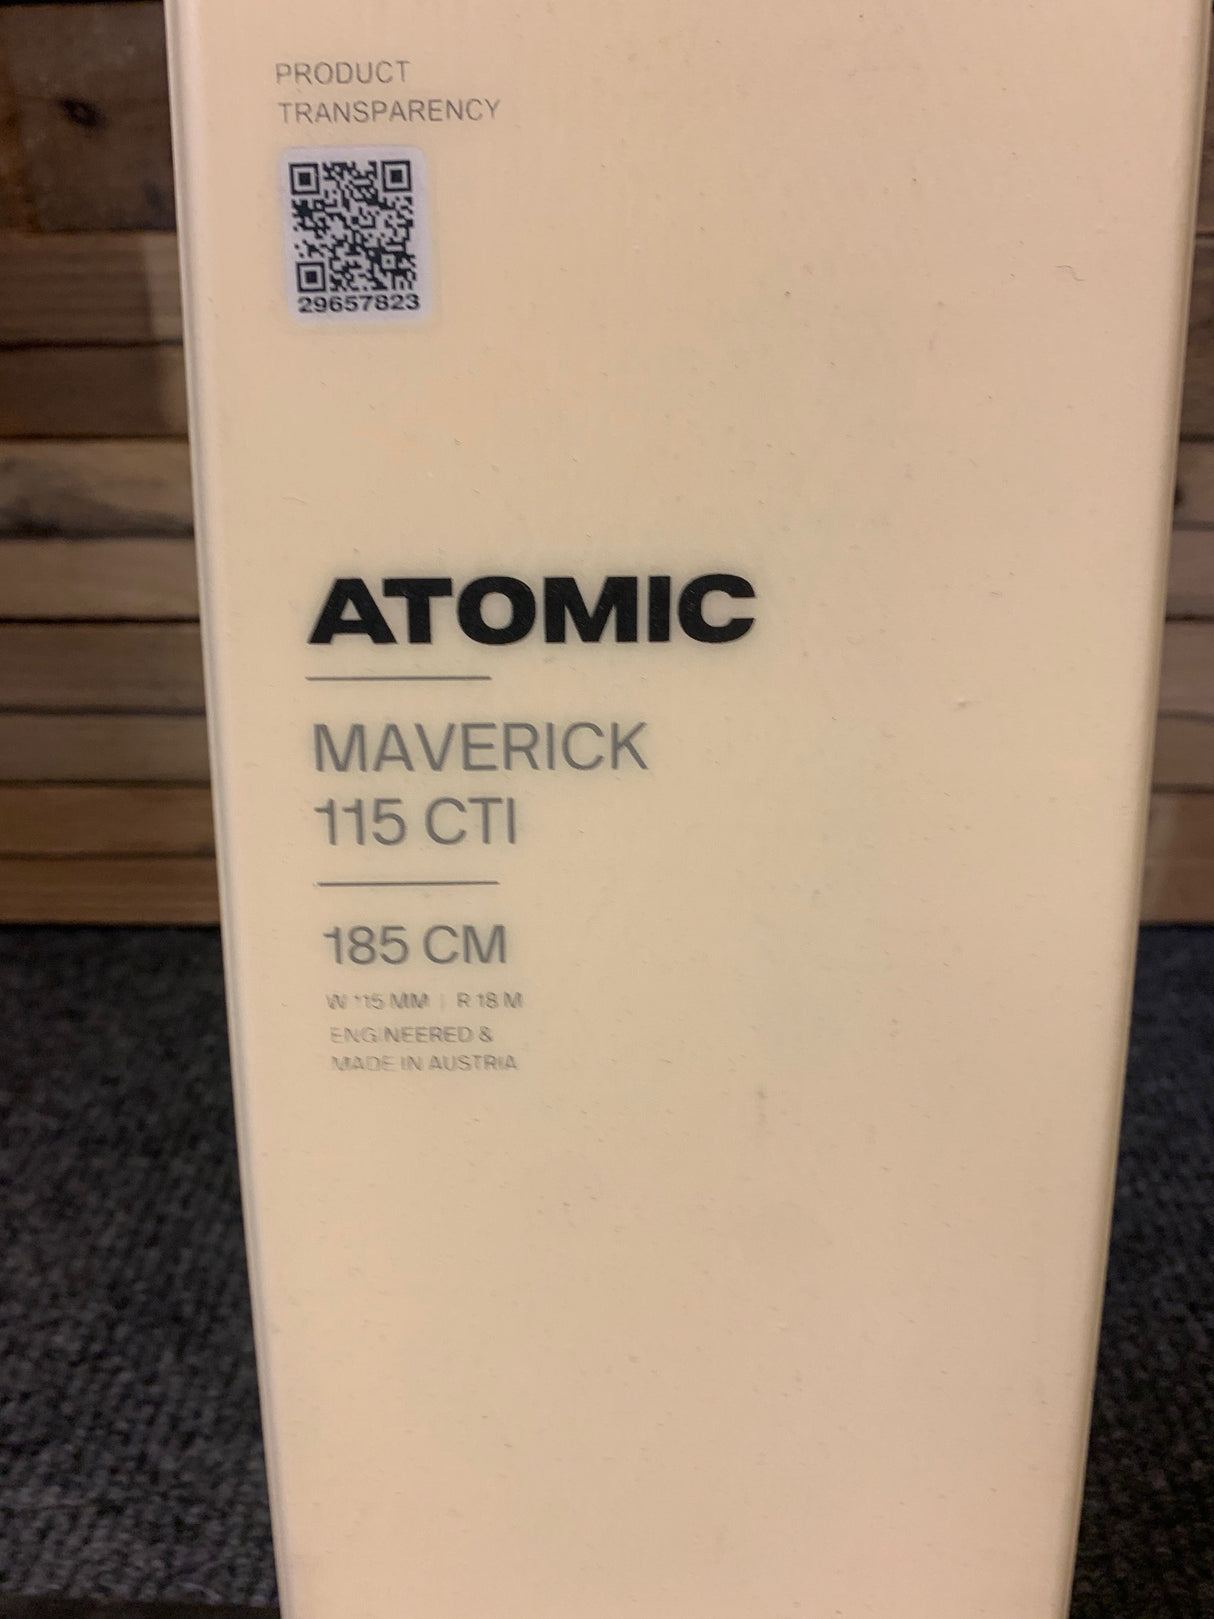 PRODUCT
TRANSPARENCY
29657823
ATOMIC
MAVERICK
115 CTI
185 CM
W 115 MM | R 18 M
ENGINEERED &
MADE IN AUSTRIA